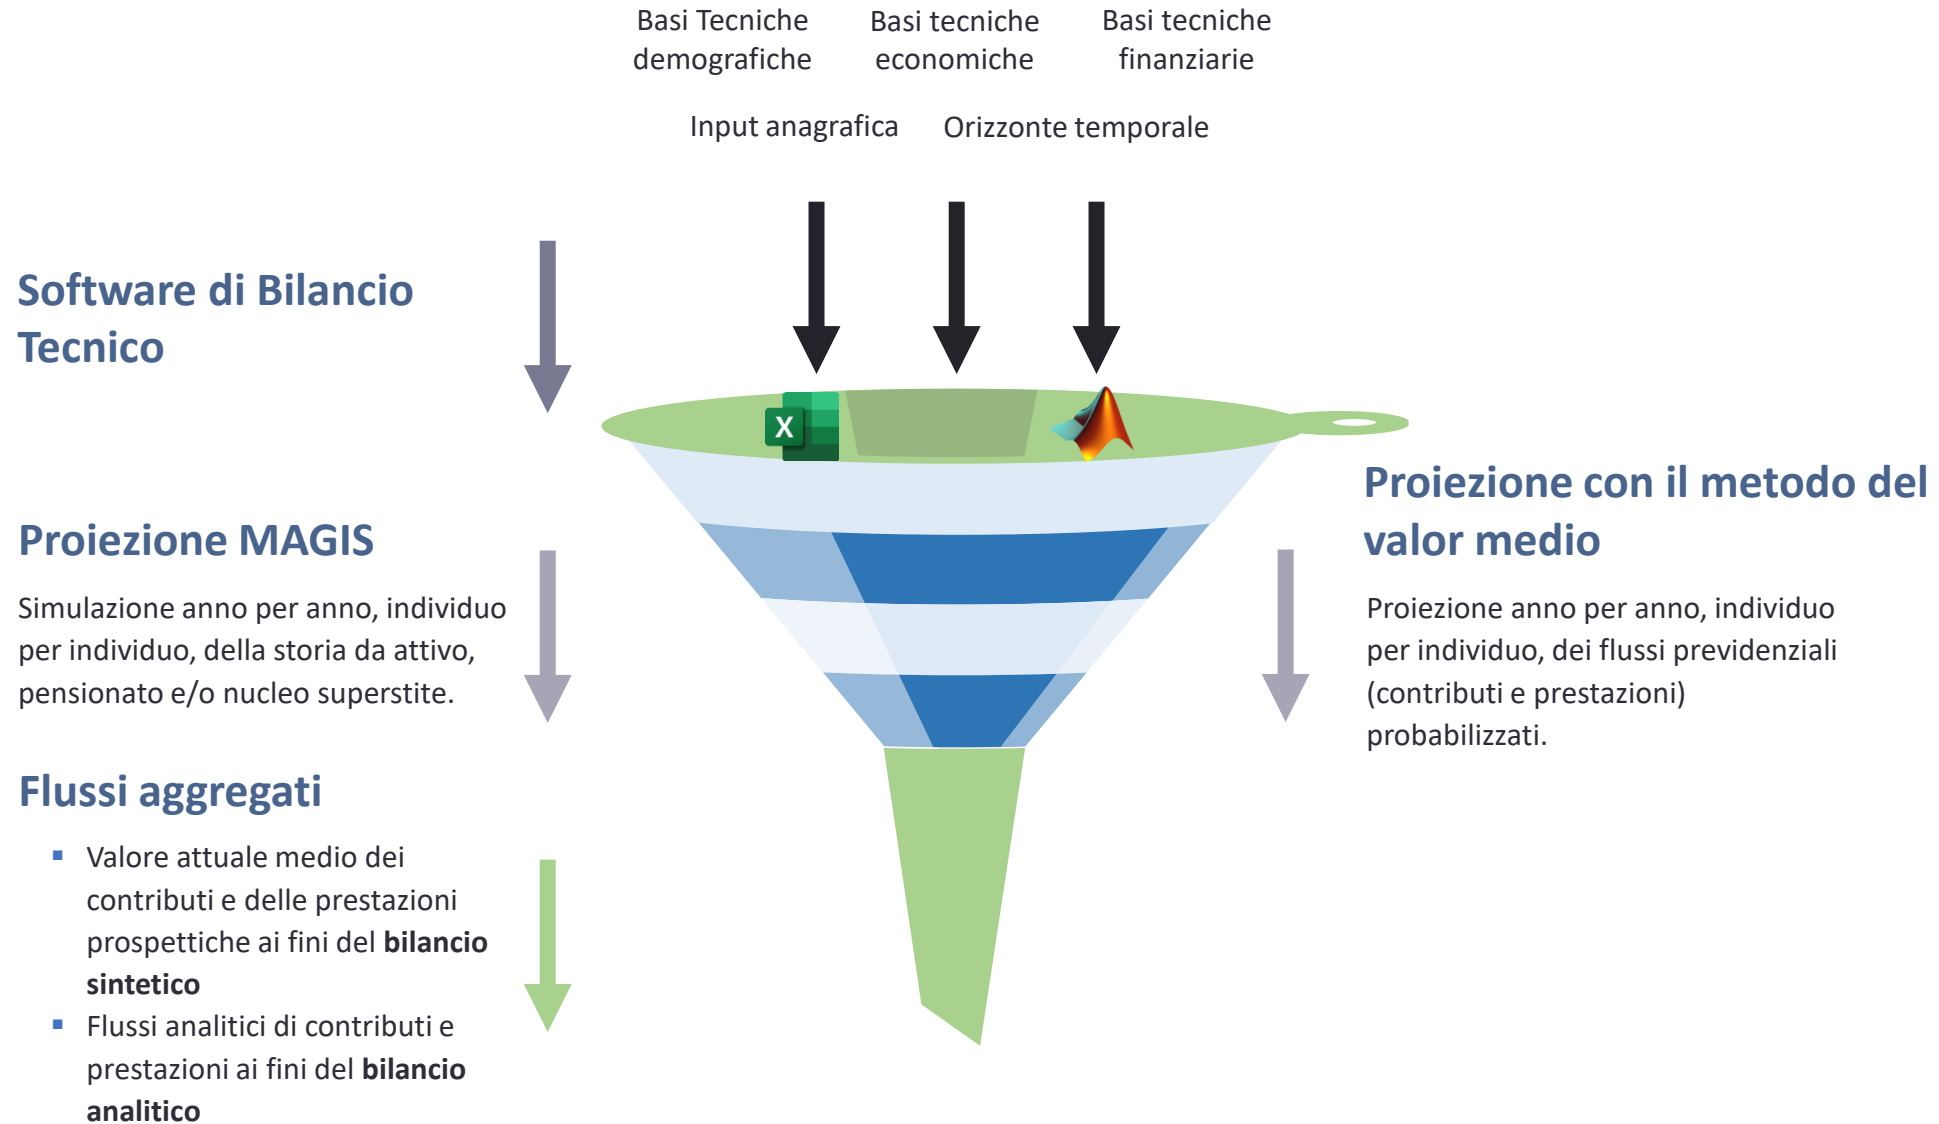 Basi Tecniche
demografiche
Basi tecniche
economiche
Basi tecniche
finanziarie
Input anagrafica
Orizzonte temporale
Software di Bilancio
Tecnico
X
Proiezione MAGIS
Simulazione anno per anno, individuo
per individuo, della storia da attivo,
pensionato e/o nucleo superstite.
Proiezione con il metodo del
valor medio
Proiezione anno per anno, individuo
per individuo, dei flussi previdenziali
(contributi e prestazioni)
probabilizzati.
Flussi aggregati
▪ Valore attuale medio dei
contributi e delle prestazioni
prospettiche ai fini del bilancio
sintetico
▪ Flussi analitici di contributi e
prestazioni ai fini del bilancio
analitico